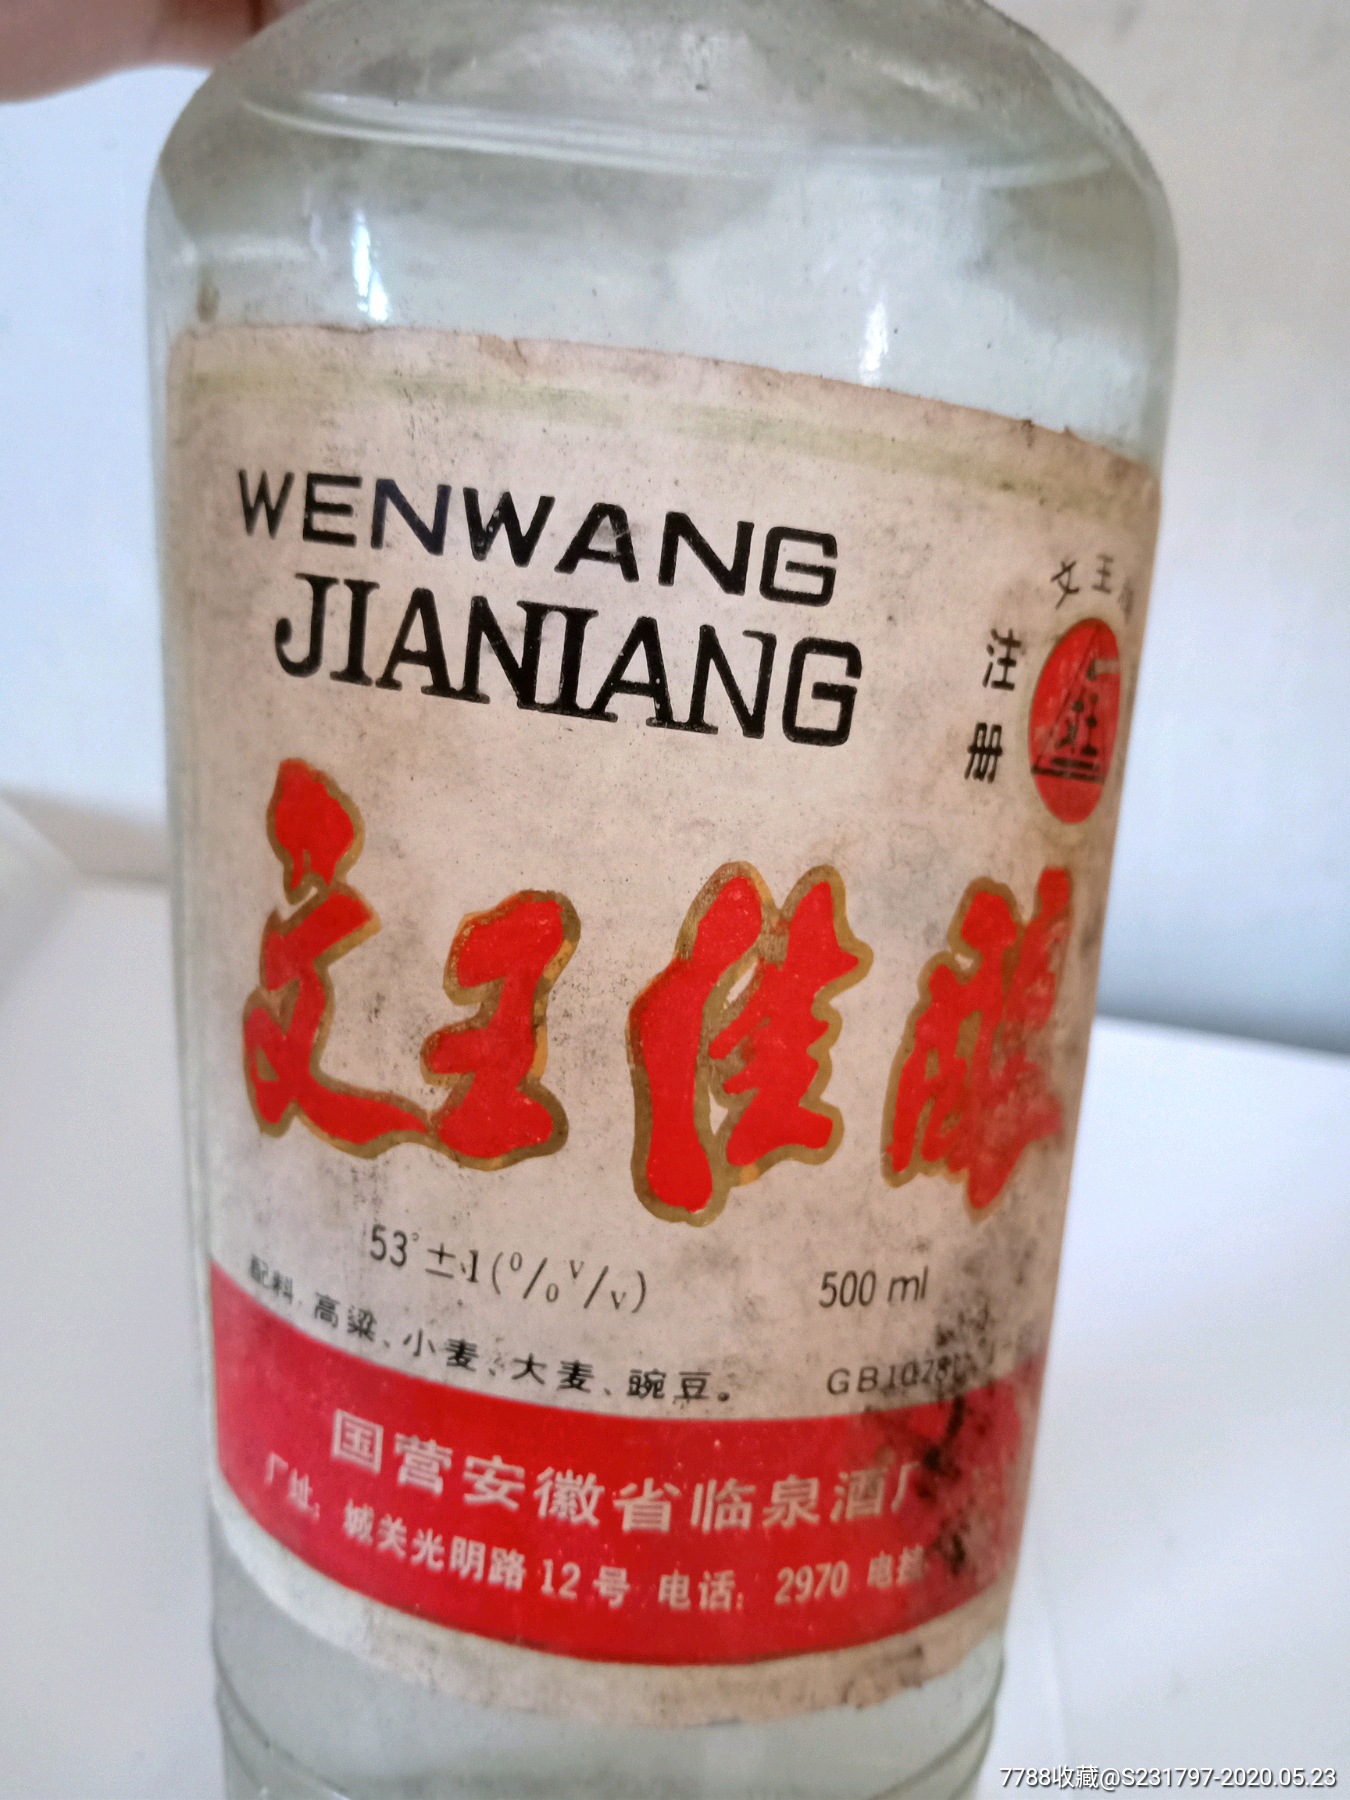 WENWANG
JIANIANG
文王
注册
文王佳酿
53°±1(%V/V)
500 ml
配料:高粱、小麦、大麦、豌豆。
GB10781.1-
国营安徽省临泉酒厂
厂址:城关光明路12号 电话:2970 电挂
7788收藏@S231797-2020.05.23